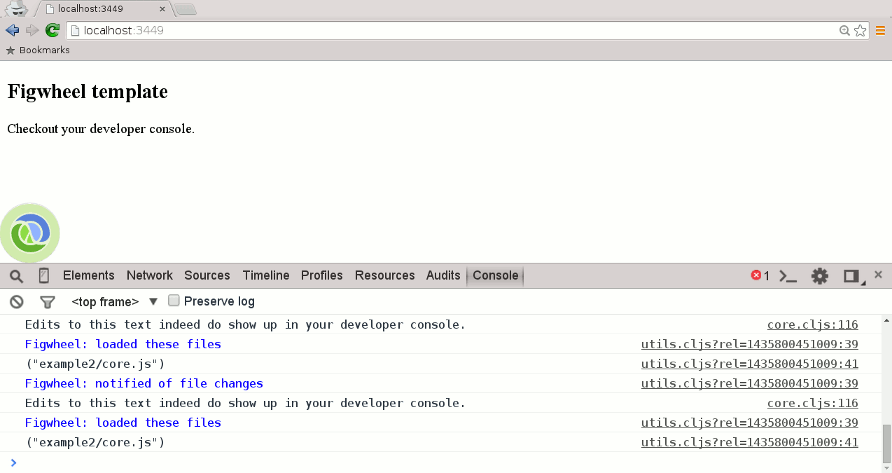 localhost:3449
localhost:3449
Bookmarks
Figwheel template
Checkout your developer console.
Elements Network Sources Timeline Profiles Resources Audits Console 1
<top frame> Preserve log
Edits to this text indeed do show up in your developer console. core.cljs:116
Figwheel: loaded these files utils.cljs?rel=1435800451009:39
("example2/core.js") utils.cljs?rel=1435800451009:41
Figwheel: notified of file changes utils.cljs?rel=1435800451009:39
Edits to this text indeed do show up in your developer console. core.cljs:116
Figwheel: loaded these files utils.cljs?rel=1435800451009:39
("example2/core.js") utils.cljs?rel=1435800451009:41